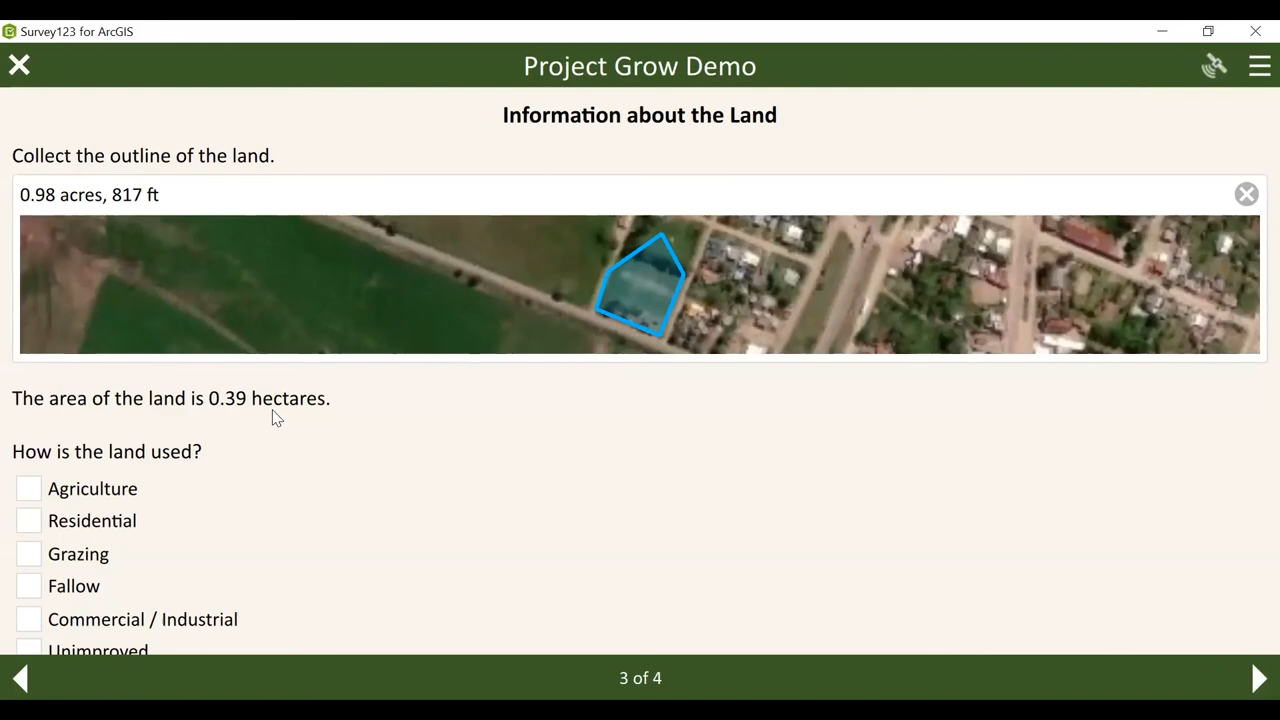 Survey123 for ArcGIS
Project Grow Demo
Information about the Land
Collect the outline of the land.
0.98 acres, 817 ft
The area of the land is 0.39 hectares.
How is the land used?
Agriculture
Residential
Grazing
Fallow
Commercial / Industrial
Unimproved
3 of 4